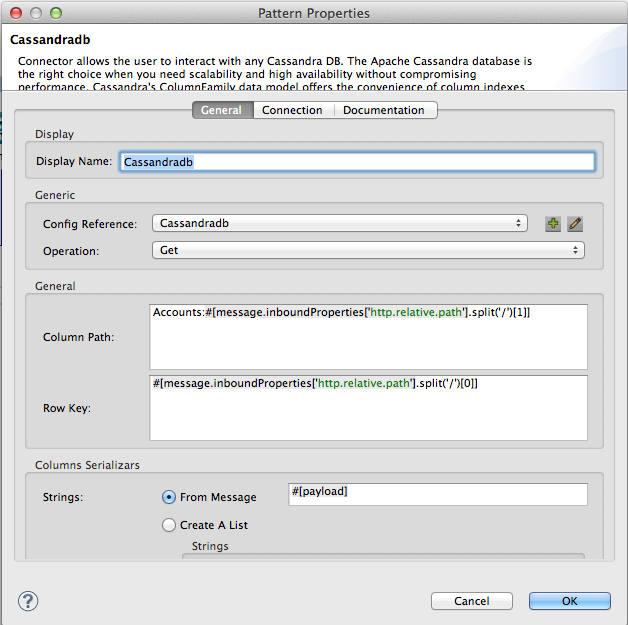 Pattern Properties
Cassandradb
Connector allows the user to interact with any Cassandra DB. The Apache Cassandra database is
the right choice when you need scalability and high availability without compromising
performance. Cassandra's ColumnFamily data model offers the convenience of column indexes
General Connection Documentation
Display
Display Name: Cassandradb
Generic
Config Reference: Cassandradb
Operation: Get
General
Accounts:#[message.inboundProperties['http.relative.path'].split('/')[1]]
Column Path:
#[message.inboundProperties['http.relative.path'].split('/')[0]]
Row Key:
Columns Serializars
Strings: From Message #[payload]
Create A List
Strings
? Cancel OK